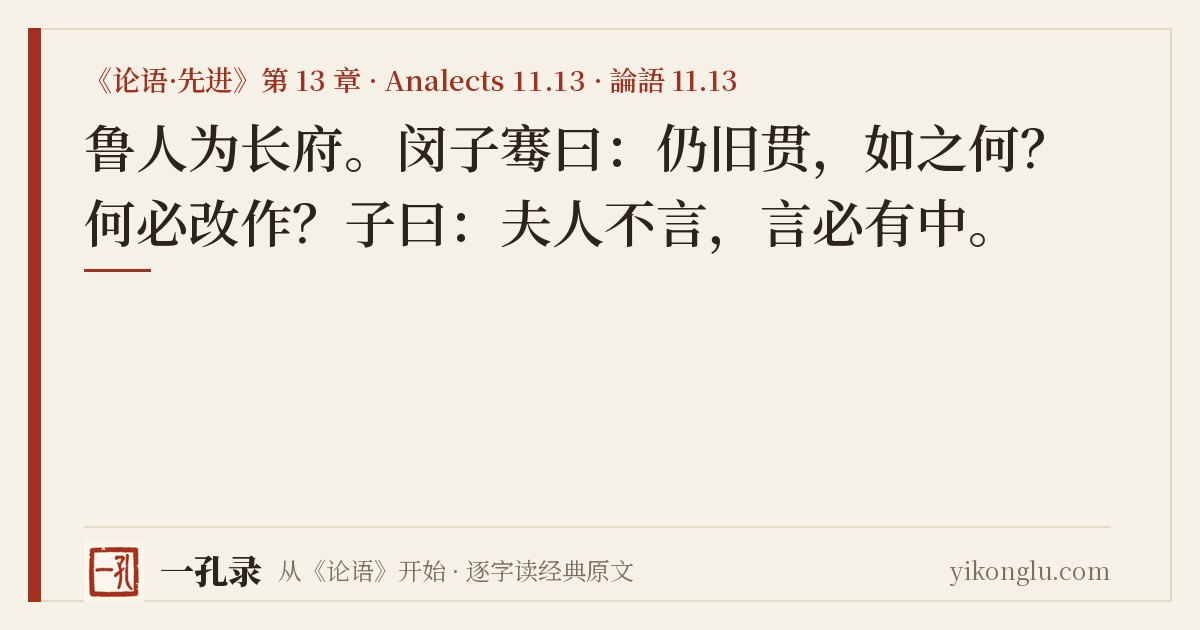 《论语·先进》第 13 章 · Analects 11.13 · 論語 11.13
鲁人为长府。闵子骞曰：仍旧贯，如之何？
何必改作？子曰：夫人不言，言必有中。
一孔 一孔录 从《论语》开始 · 逐字读经典原文 yikonglu.com